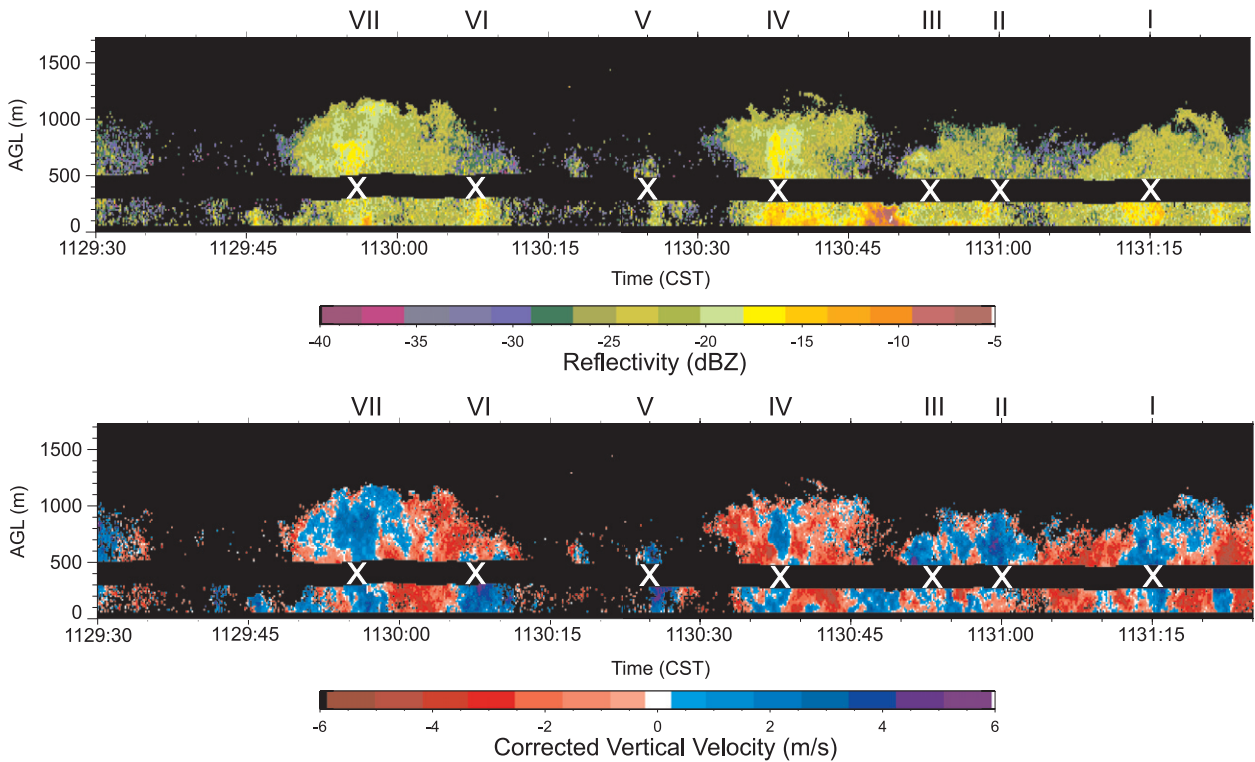 VII VI V IV III II I
1500
1000
500
0
AGL (m)
X X X X X X X
1129:30 1129:45 1130:00 1130:15 1130:30 1130:45 1131:00 1131:15
Time (CST)
-40 -35 -30 -25 -20 -15 -10 -5
Reflectivity (dBZ)
VII VI V IV III II I
1500
1000
500
0
AGL (m)
X X X X X X X
1129:30 1129:45 1130:00 1130:15 1130:30 1130:45 1131:00 1131:15
Time (CST)
-6 -4 -2 0 2 4 6
Corrected Vertical Velocity (m/s)